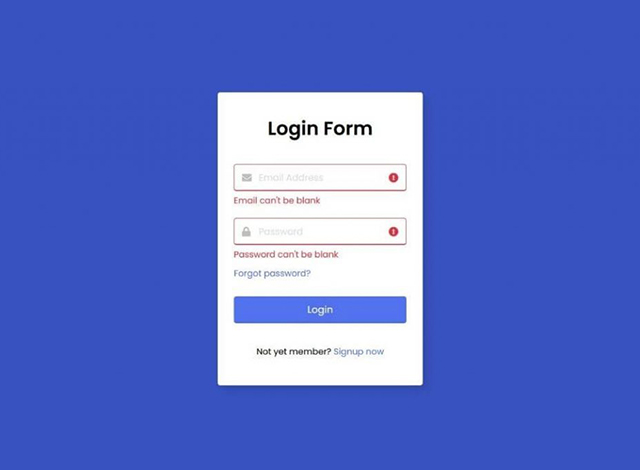 Login Form
Email Address
Email can't be blank
Password
Password can't be blank
Forgot password?
Login
Not yet member? Signup now